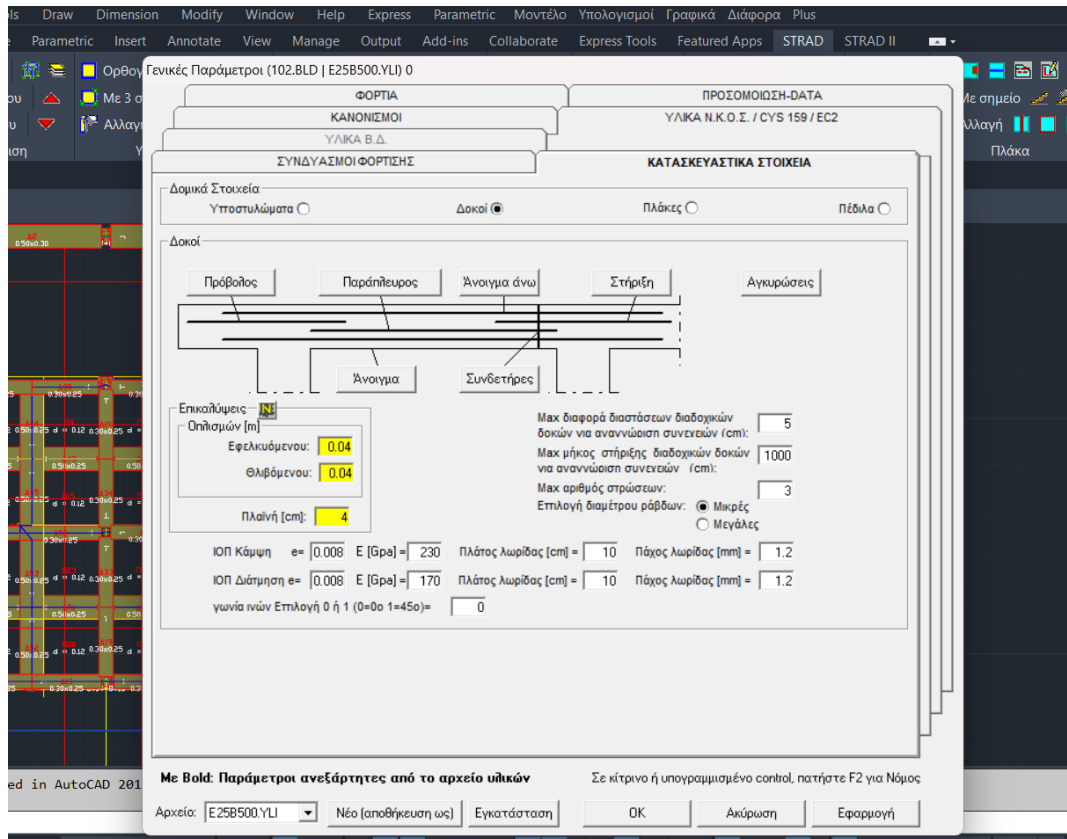 ols Draw Dimension Modify Window Help Express Parametric Μοντέλο Υπολογισμοί Γραφικά Διάφορα Plus
Parametric Insert Annotate View Manage Output Add-ins Collaborate Express Tools Featured Apps STRAD STRAD II
Γενικές Παράμετροι (102.BLD | E25B500.YLI) 0
Ορθογ
Με 3 σ
Αλλαγι
Με σημείο
Αλλαγή
Πλάκα
ΦΟΡΤΙΑ ΠΡΟΣΟΜΟΙΩΣΗ-DATA
ΚΑΝΟΝΙΣΜΟΙ ΥΛΙΚΑ Ν.Κ.Ο.Σ. / CYS 159 / EC2
ΥΛΙΚΑ Β.Δ.
ΣΥΝΔΥΑΣΜΟΙ ΦΟΡΤΙΣΗΣ ΚΑΤΑΣΚΕΥΑΣΤΙΚΑ ΣΤΟΙΧΕΙΑ
Δομικά Στοιχεία
Υποστυλώματα Δοκοί Πλάκες Πέδιλα
Δοκοί
Πρόβολος Παράπλευρος Άνοιγμα άνω Στήριξη Αγκυρώσεις
Άνοιγμα Συνδετήρες
Επικαλύψεις N
Οπλισμών [m]
Εφελκυόμενου: 0.04
Θλιβόμενου: 0.04
Πλαϊνή [cm]: 4
Max διαφορά διαστάσεων διαδοχικών
δοκών για αναγνώριση συνεχειών (cm): 5
Max μήκος στήριξης διαδοχικών δοκών
για αναγνώριση συνεχειών (cm): 1000
Max αριθμός στρώσεων: 3
Επιλογή διαμέτρου ράβδων: Μικρές
Μεγάλες
ΙΟΠ Κάμψη e= 0.008 E [Gpa] = 230 Πλάτος λωρίδας [cm] = 10 Πάχος λωρίδας [mm] = 1.2
ΙΟΠ Διάτμηση e= 0.008 E [Gpa] = 170 Πλάτος λωρίδας [cm] = 10 Πάχος λωρίδας [mm] = 1.2
γωνία ινών Επιλογή 0 ή 1 (0=0ο 1=45ο)= 0
Με Bold: Παράμετροι ανεξάρτητες από το αρχείο υλικών Σε κίτρινο ή υπογραμμισμένο control, πατήστε F2 για Νόμος
ed in AutoCAD 201
Αρχείο: E25B500.YLI Νέο (αποθήκευση ως) Εγκατάσταση OK Ακύρωση Εφαρμογή